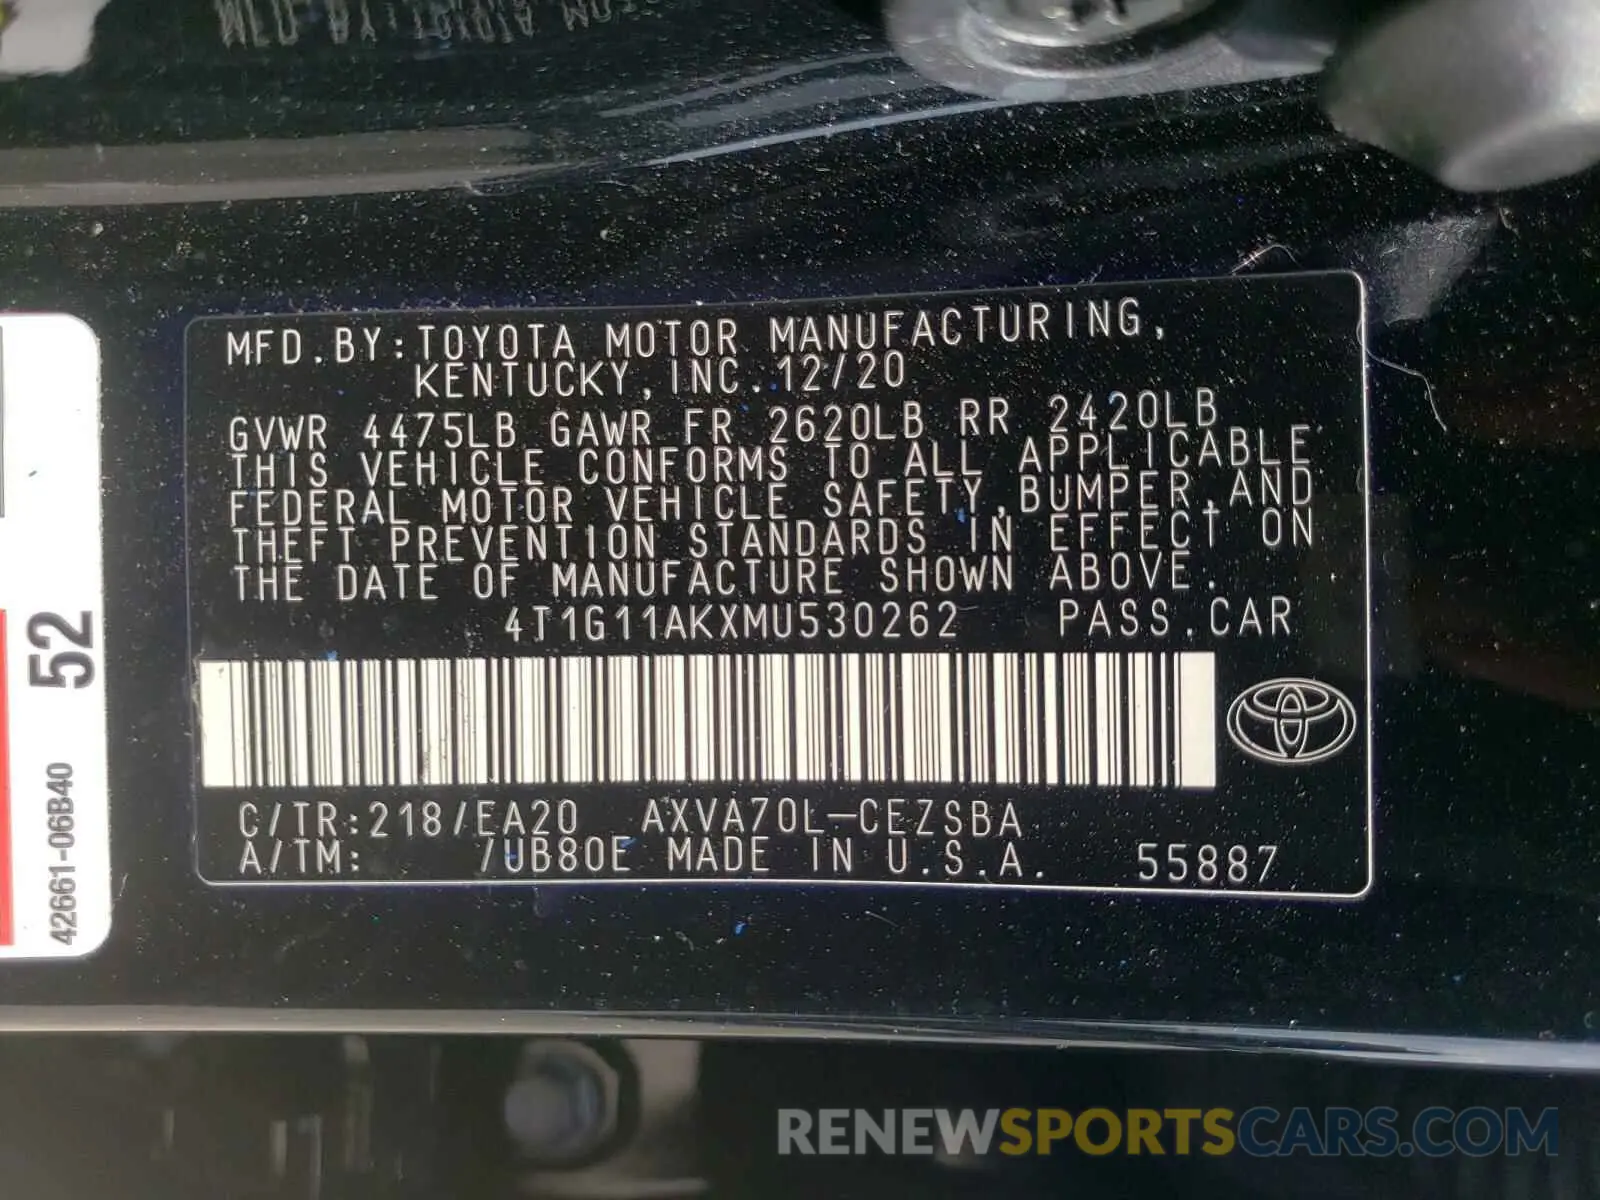 MFD.BY:TOYOTA MOTOR MANUFACTURING,
KENTUCKY, INC. 12/20
GVWR 4475LB GAWR FR 2620LB RR 2420LB
THIS VEHICLE CONFORMS TO ALL APPLICABLE
FEDERAL MOTOR VEHICLE SAFETY, BUMPER, AND
THEFT PREVENTION STANDARDS IN EFFECT ON
THE DATE OF MANUFACTURE SHOWN ABOVE.
4T1G11AKXMU530262 PASS.CAR
C/TR:218/EA20 AXVA70L-CEZSBA
A/TM: /UB80E MADE IN U.S.A. 55887
52
42661-06B40
RENEWSPORTSCARS.COM